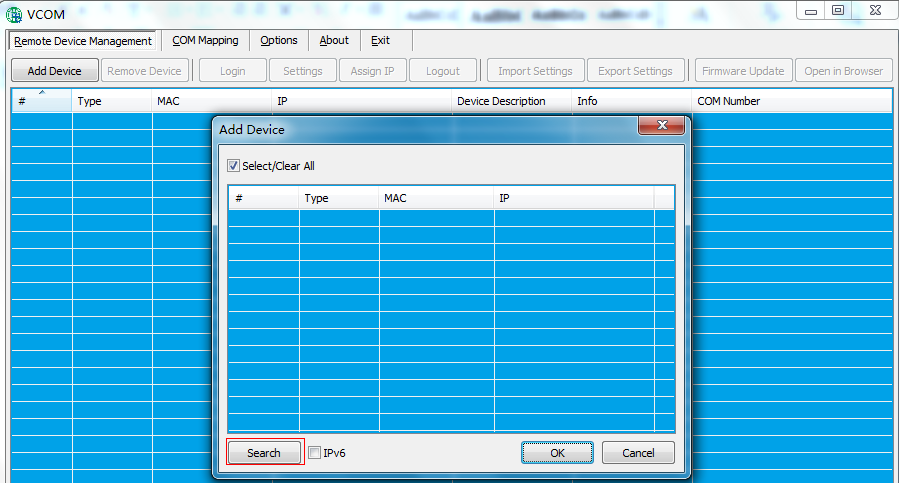 VCOM
Remote Device Management COM Mapping Options About Exit
Add Device Remove Device Login Settings Assign IP Logout Import Settings Export Settings Firmware Update Open in Browser
# Type MAC IP Device Description Info COM Number
Add Device
Select/Clear All
# Type MAC IP
Search IPv6 OK Cancel